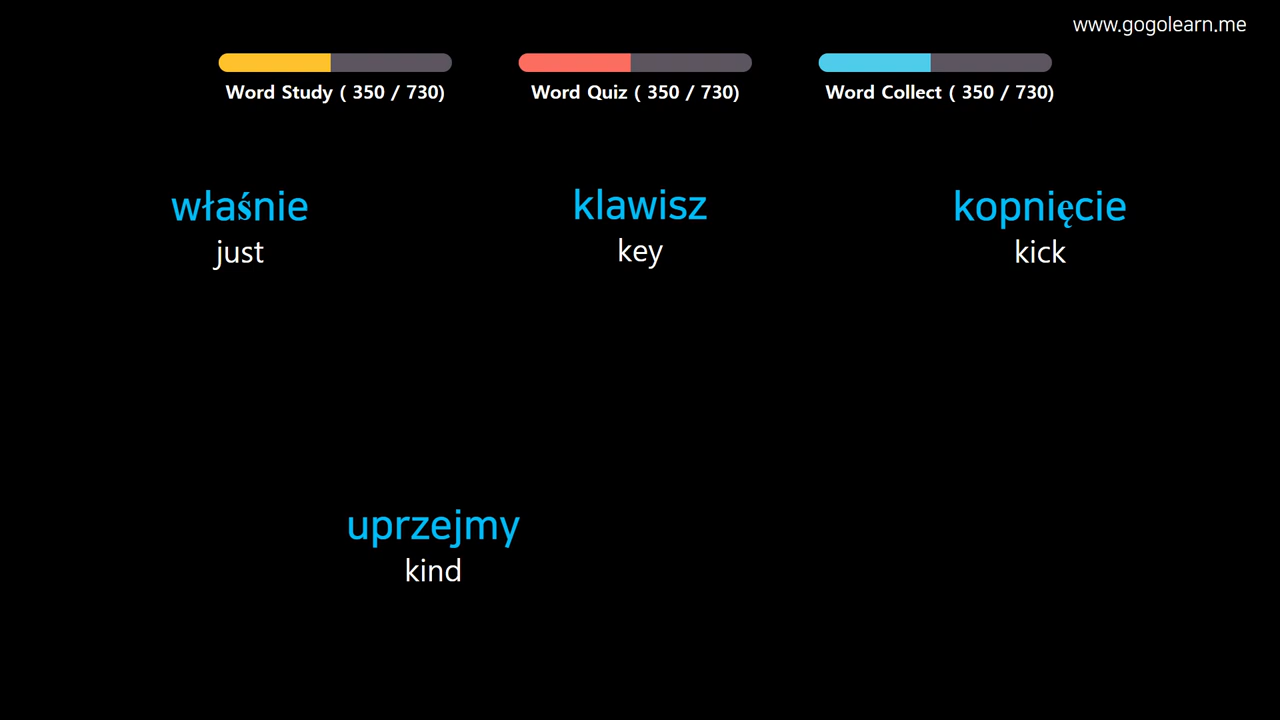 www.gogolearn.me
Word Study ( 350 / 730)
Word Quiz ( 350 / 730)
Word Collect ( 350 / 730)
właśnie
just
klawisz
key
kopnięcie
kick
uprzejmy
kind